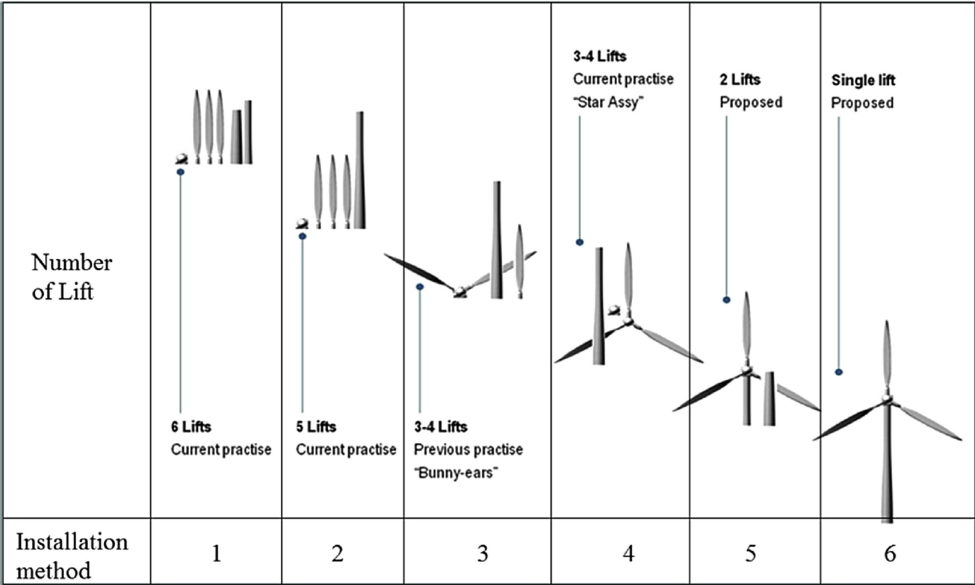 Number
of Lift
6 Lifts
Current practise
5 Lifts
Current practise
3-4 Lifts
Previous practise
“Bunny-ears”
3-4 Lifts
Current practise
“Star Assy”
2 Lifts
Proposed
Single lift
Proposed
Installation
method
1
2
3
4
5
6